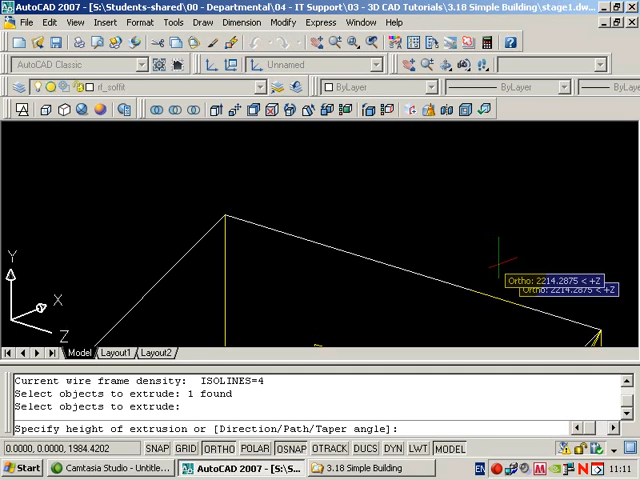 AutoCAD 2007 - [S:\Students-shared\00 - Departmental\04 - IT Support\03 - 3D CAD Tutorials\3.18 Simple Building\stage1.dw...
File Edit View Insert Format Tools Draw Dimension Modify Express Window Help
AutoCAD Classic Unnamed
rl_soffit ByLayer ByLayer
Ortho: 2214.2875 < +Z
Ortho: 2214.2875 < +Z
Y
X
Z
Model Layout1 Layout2
Current wire frame density: ISOLINES=4
Select objects to extrude: 1 found
Select objects to extrude:
Specify height of extrusion or [Direction/Path/Taper angle]:
0.0000, 0.0000, 1984.4202 SNAP GRID ORTHO POLAR OSNAP OTRACK DUCS DYN LWT MODEL
Start Camtasia Studio - Untitle... AutoCAD 2007 - [S:\S... 3.18 Simple Building EN 11:11